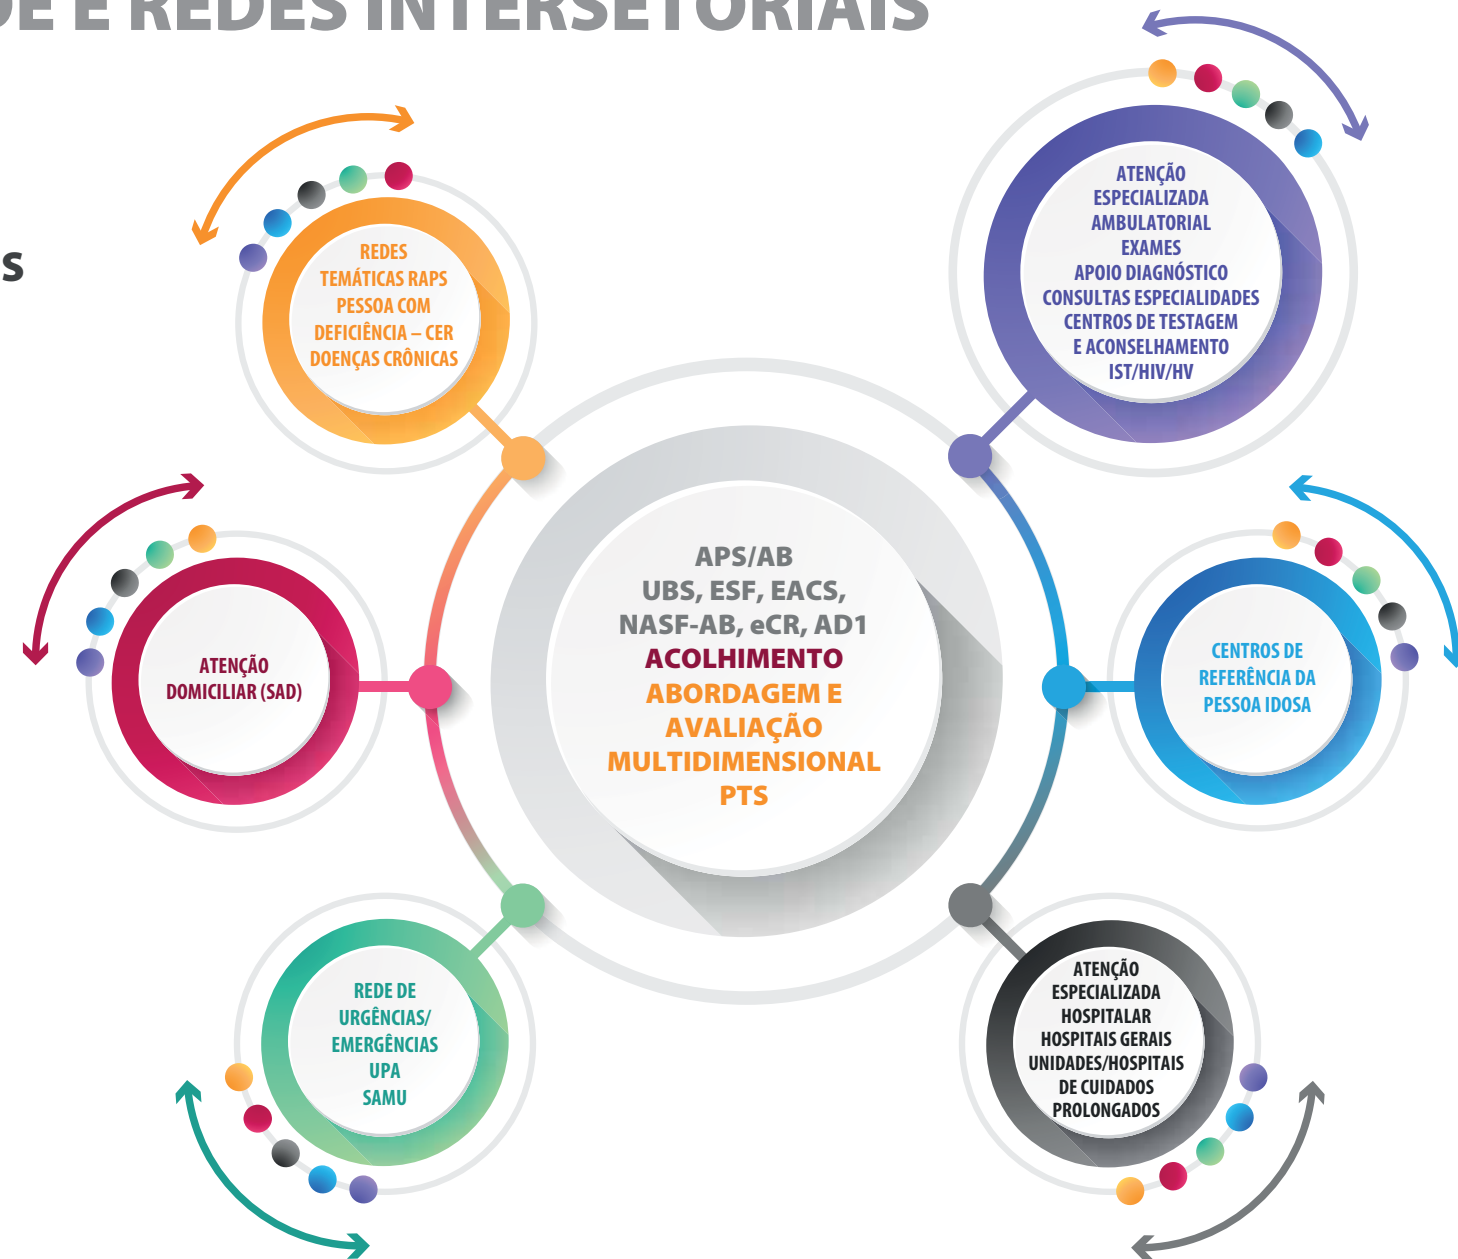 DE E REDES INTERSETORIAIS
S
REDES
TEMÁTICAS RAPS
PESSOA COM
DEFICIÊNCIA – CER
DOENÇAS CRÔNICAS
ATENÇÃO
ESPECIALIZADA
AMBULATORIAL
EXAMES
APOIO DIAGNÓSTICO
CONSULTAS ESPECIALIDADES
CENTROS DE TESTAGEM
E ACONSELHAMENTO
IST/HIV/HV
APS/AB
UBS, ESF, EACS,
NASF-AB, eCR, AD1
ACOLHIMENTO
ABORDAGEM E
AVALIAÇÃO
MULTIDIMENSIONAL
PTS
ATENÇÃO
DOMICILIAR (SAD)
CENTROS DE
REFERÊNCIA DA
PESSOA IDOSA
REDE DE
URGÊNCIAS/
EMERGÊNCIAS
UPA
SAMU
ATENÇÃO
ESPECIALIZADA
HOSPITALAR
HOSPITAIS GERAIS
UNIDADES/HOSPITAIS
DE CUIDADOS
PROLONGADOS